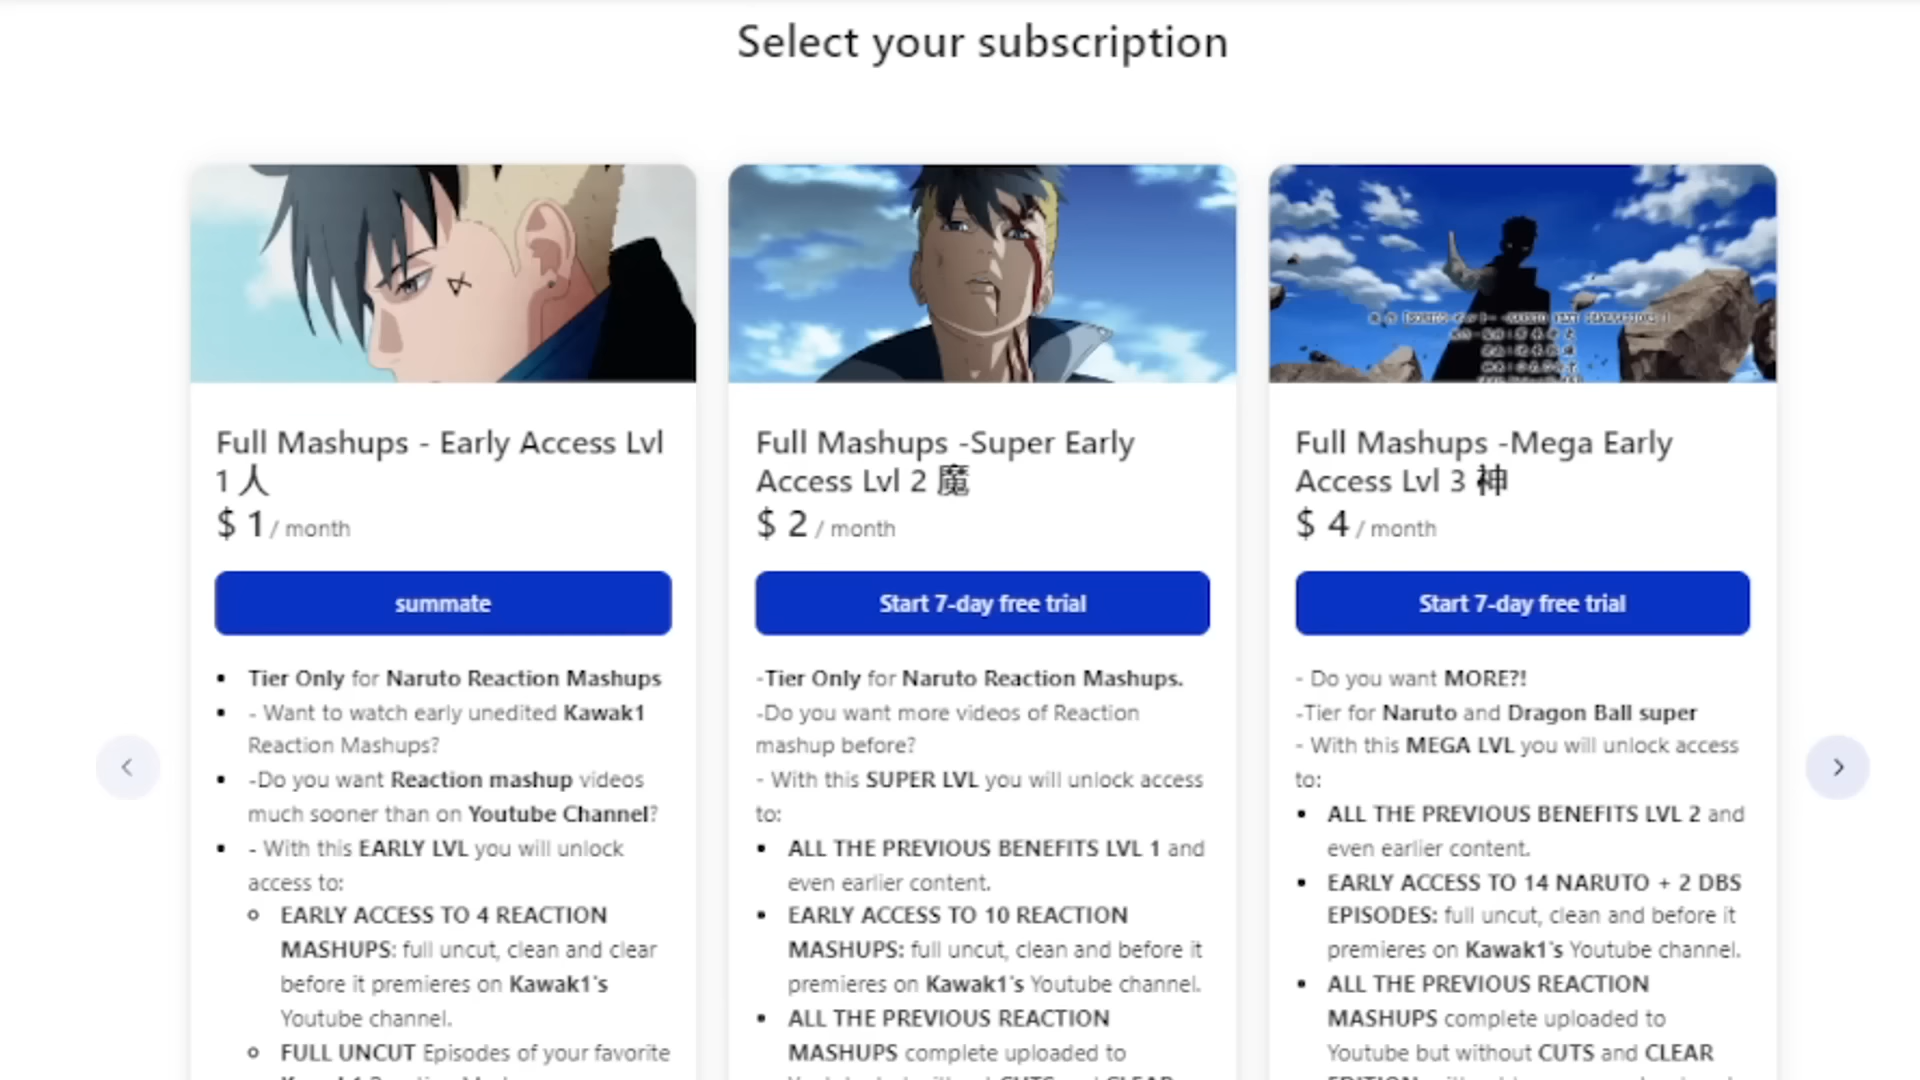 Select your subscription
Full Mashups - Early Access Lvl
1 人
$ 1 / month
summate
• Tier Only for Naruto Reaction Mashups
• - Want to watch early unedited Kawak1
Reaction Mashups?
• -Do you want Reaction mashup videos
much sooner than on Youtube Channel?
• - With this EARLY LVL you will unlock
access to:
EARLY ACCESS TO 4 REACTION
MASHUPS: full uncut, clean and clear
before it premieres on Kawak1's
Youtube channel.
FULL UNCUT Episodes of your favorite
Full Mashups -Super Early
Access Lvl 2 魔
$ 2 / month
Start 7-day free trial
-Tier Only for Naruto Reaction Mashups.
-Do you want more videos of Reaction
mashup before?
- With this SUPER LVL you will unlock access
to:
• ALL THE PREVIOUS BENEFITS LVL 1 and
even earlier content.
• EARLY ACCESS TO 10 REACTION
MASHUPS: full uncut, clean and before it
premieres on Kawak1's Youtube channel.
• ALL THE PREVIOUS REACTION
MASHUPS complete uploaded to
Full Mashups -Mega Early
Access Lvl 3 神
$ 4 / month
Start 7-day free trial
- Do you want MORE?!
-Tier for Naruto and Dragon Ball super
- With this MEGA LVL you will unlock access
to:
• ALL THE PREVIOUS BENEFITS LVL 2 and
even earlier content.
• EARLY ACCESS TO 14 NARUTO + 2 DBS
EPISODES: full uncut, clean and before it
premieres on Kawak1's Youtube channel.
• ALL THE PREVIOUS REACTION
MASHUPS complete uploaded to
Youtube but without CUTS and CLEAR